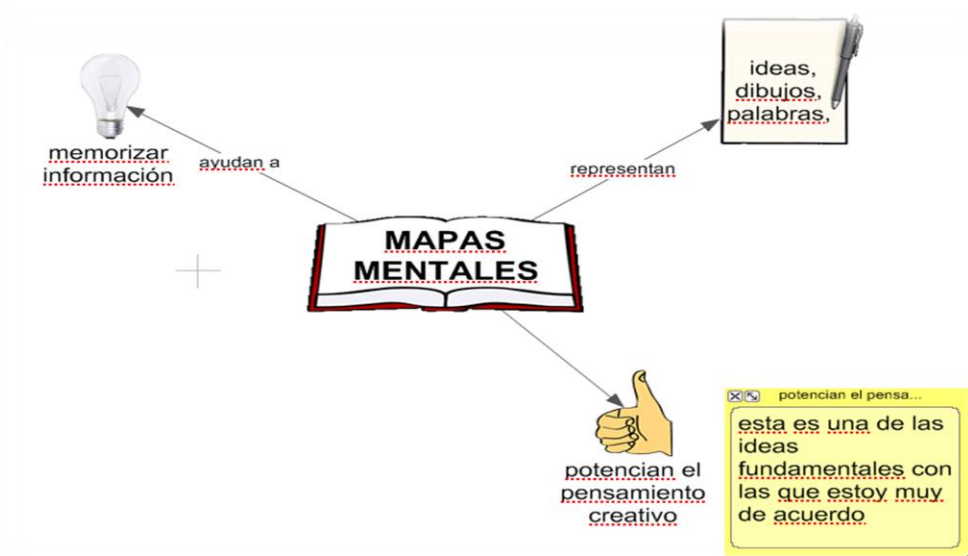 ideas,
dibujos,
palabras,
memorizar
información
ayudan a
representan
MAPAS
MENTALES
potencian el
pensamiento
creativo
potencian el pensa...
esta es una de las
ideas
fundamentales con
las que estoy muy
de acuerdo